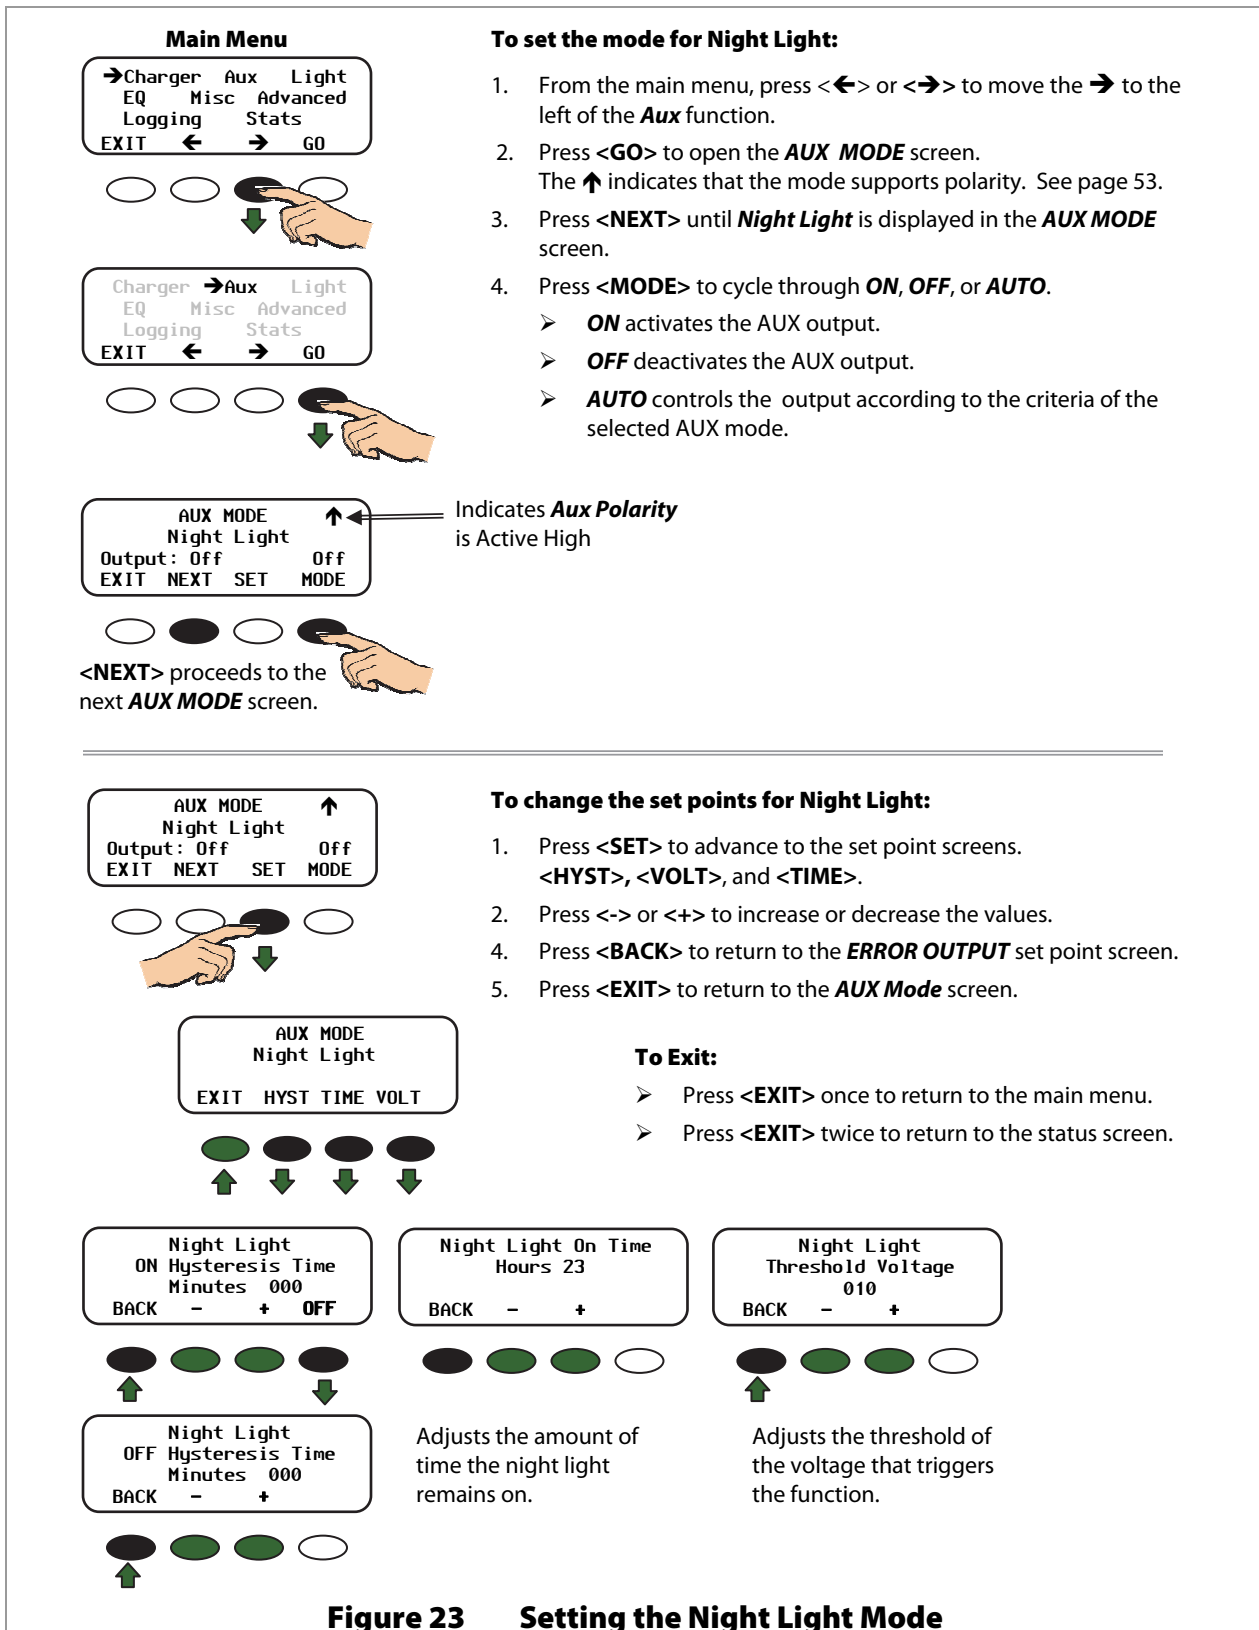 Main Menu
➔Charger Aux Light
EQ Misc Advanced
Logging Stats
EXIT ← → GO
Charger ➔Aux Light
EQ Misc Advanced
Logging Stats
EXIT ← → GO
AUX MODE ↑
Night Light
Output: Off Off
EXIT NEXT SET MODE
<NEXT> proceeds to the
next AUX MODE screen.
To set the mode for Night Light:
1. From the main menu, press <←> or <→> to move the ➔ to the
left of the Aux function.
2. Press <GO> to open the AUX MODE screen.
The ↑ indicates that the mode supports polarity. See page 53.
3. Press <NEXT> until Night Light is displayed in the AUX MODE
screen.
4. Press <MODE> to cycle through ON, OFF, or AUTO.
➢ ON activates the AUX output.
➢ OFF deactivates the AUX output.
➢ AUTO controls the output according to the criteria of the
selected AUX mode.
Indicates Aux Polarity
is Active High
AUX MODE ↑
Night Light
Output: Off Off
EXIT NEXT SET MODE
To change the set points for Night Light:
1. Press <SET> to advance to the set point screens.
<HYST>, <VOLT>, and <TIME>.
2. Press <-> or <+> to increase or decrease the values.
4. Press <BACK> to return to the ERROR OUTPUT set point screen.
5. Press <EXIT> to return to the AUX Mode screen.
AUX MODE
Night Light
EXIT HYST TIME VOLT
To Exit:
➢ Press <EXIT> once to return to the main menu.
➢ Press <EXIT> twice to return to the status screen.
Night Light
ON Hysteresis Time
Minutes 000
BACK – + OFF
Night Light On Time
Hours 23
BACK – +
Night Light
Threshold Voltage
010
BACK – +
Night Light
OFF Hysteresis Time
Minutes 000
BACK – +
Adjusts the amount of
time the night light
remains on.
Adjusts the threshold of
the voltage that triggers
the function.
Figure 23 Setting the Night Light Mode